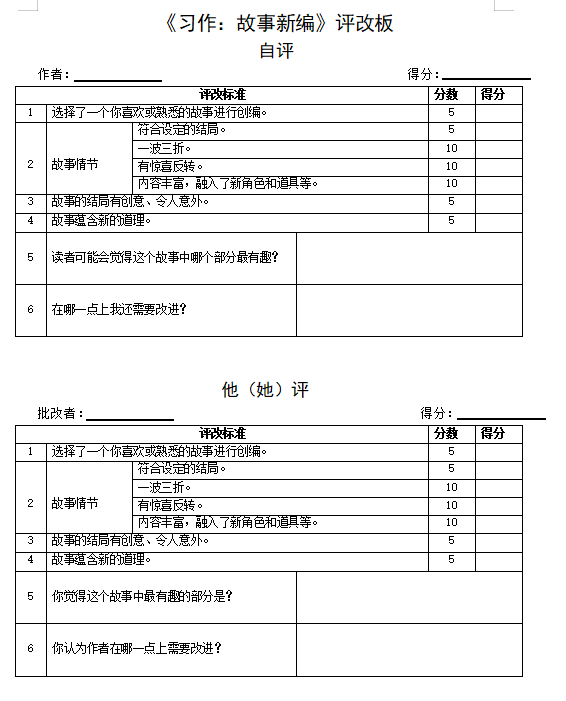 《习作：故事新编》评改板
自评
作者： 得分：
评改标准 分数 得分
1 选择了一个你喜欢或熟悉的故事进行创编。 5
2 故事情节 符合设定的结局。 5
一波三折。 10
有惊喜反转。 10
内容丰富，融入了新角色和道具等。 10
3 故事的结局有创意、令人意外。 5
4 故事蕴含新的道理。 5
5 读者可能会觉得这个故事中哪个部分最有趣？
6 在哪一点上我还需要改进？
他（她）评
批改者： 得分：
评改标准 分数 得分
1 选择了一个你喜欢或熟悉的故事进行创编。 5
2 故事情节 符合设定的结局。 5
一波三折。 10
有惊喜反转。 10
内容丰富，融入了新角色和道具等。 10
3 故事的结局有创意、令人意外。 5
4 故事蕴含新的道理。 5
5 你觉得这个故事中最有趣的部分是？
6 你认为作者在哪一点上需要改进？